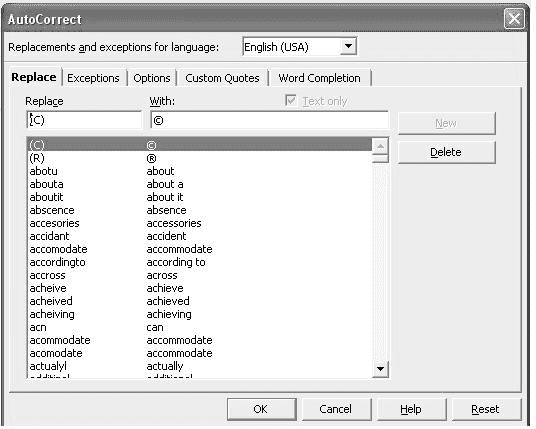 AutoCorrect
Replacements and exceptions for language: English (USA)
Replace Exceptions Options Custom Quotes Word Completion
Replace With: Text only
(C) © New
(C) © Delete
(R) ®
abotu about
abouta about a
aboutit about it
abscence absence
accesories accessories
accidant accident
accomodate accommodate
accordingto according to
accross across
acheive achieve
acheived achieved
acheiving achieving
acn can
acommodate accommodate
acomodate accommodate
actualyl actually
additinal additional
OK Cancel Help Reset